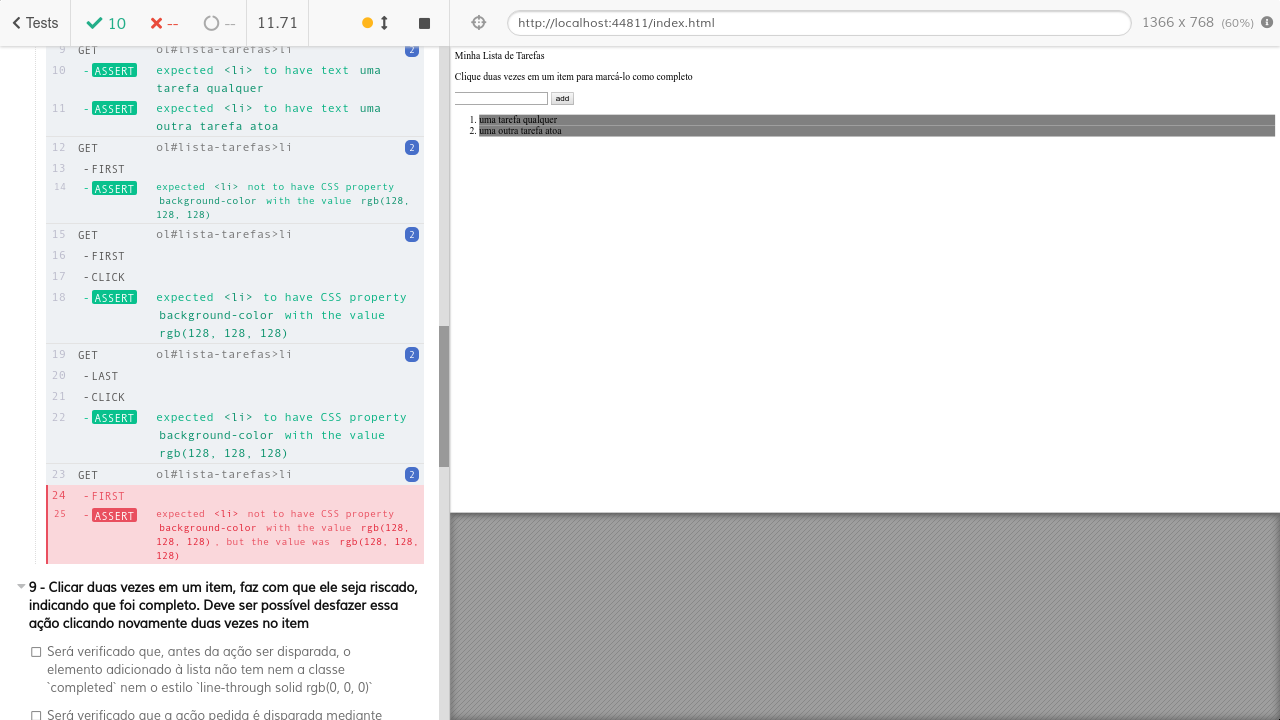 Tests 10 -- -- 11.71
http://localhost:44811/index.html 1366 x 768 (60%)
9 GET ol#lista-tarefas>li 2
10 -ASSERT expected <li> to have text uma
tarefa qualquer
11 -ASSERT expected <li> to have text uma
outra tarefa atoa
12 GET ol#lista-tarefas>li 2
13 -FIRST
14 -ASSERT expected <li> not to have CSS property
background-color with the value rgb(128,
128, 128)
15 GET ol#lista-tarefas>li 2
16 -FIRST
17 -CLICK
18 -ASSERT expected <li> to have CSS property
background-color with the value
rgb(128, 128, 128)
19 GET ol#lista-tarefas>li 2
20 -LAST
21 -CLICK
22 -ASSERT expected <li> to have CSS property
background-color with the value
rgb(128, 128, 128)
23 GET ol#lista-tarefas>li 2
24 -FIRST
25 -ASSERT expected <li> not to have CSS property
background-color with the value rgb(128,
128, 128), but the value was rgb(128, 128,
128)
9 - Clicar duas vezes em um item, faz com que ele seja riscado,
indicando que foi completo. Deve ser possível desfazer essa
ação clicando novamente duas vezes no item
Será verificado que, antes da ação ser disparada, o
elemento adicionado à lista não tem nem a classe
`completed` nem o estilo `line-through solid rgb(0, 0, 0)`
Será verificado que a ação pedida é disparada mediante
Minha Lista de Tarefas
Clique duas vezes em um item para marcá-lo como completo
add
1. uma tarefa qualquer
2. uma outra tarefa atoa